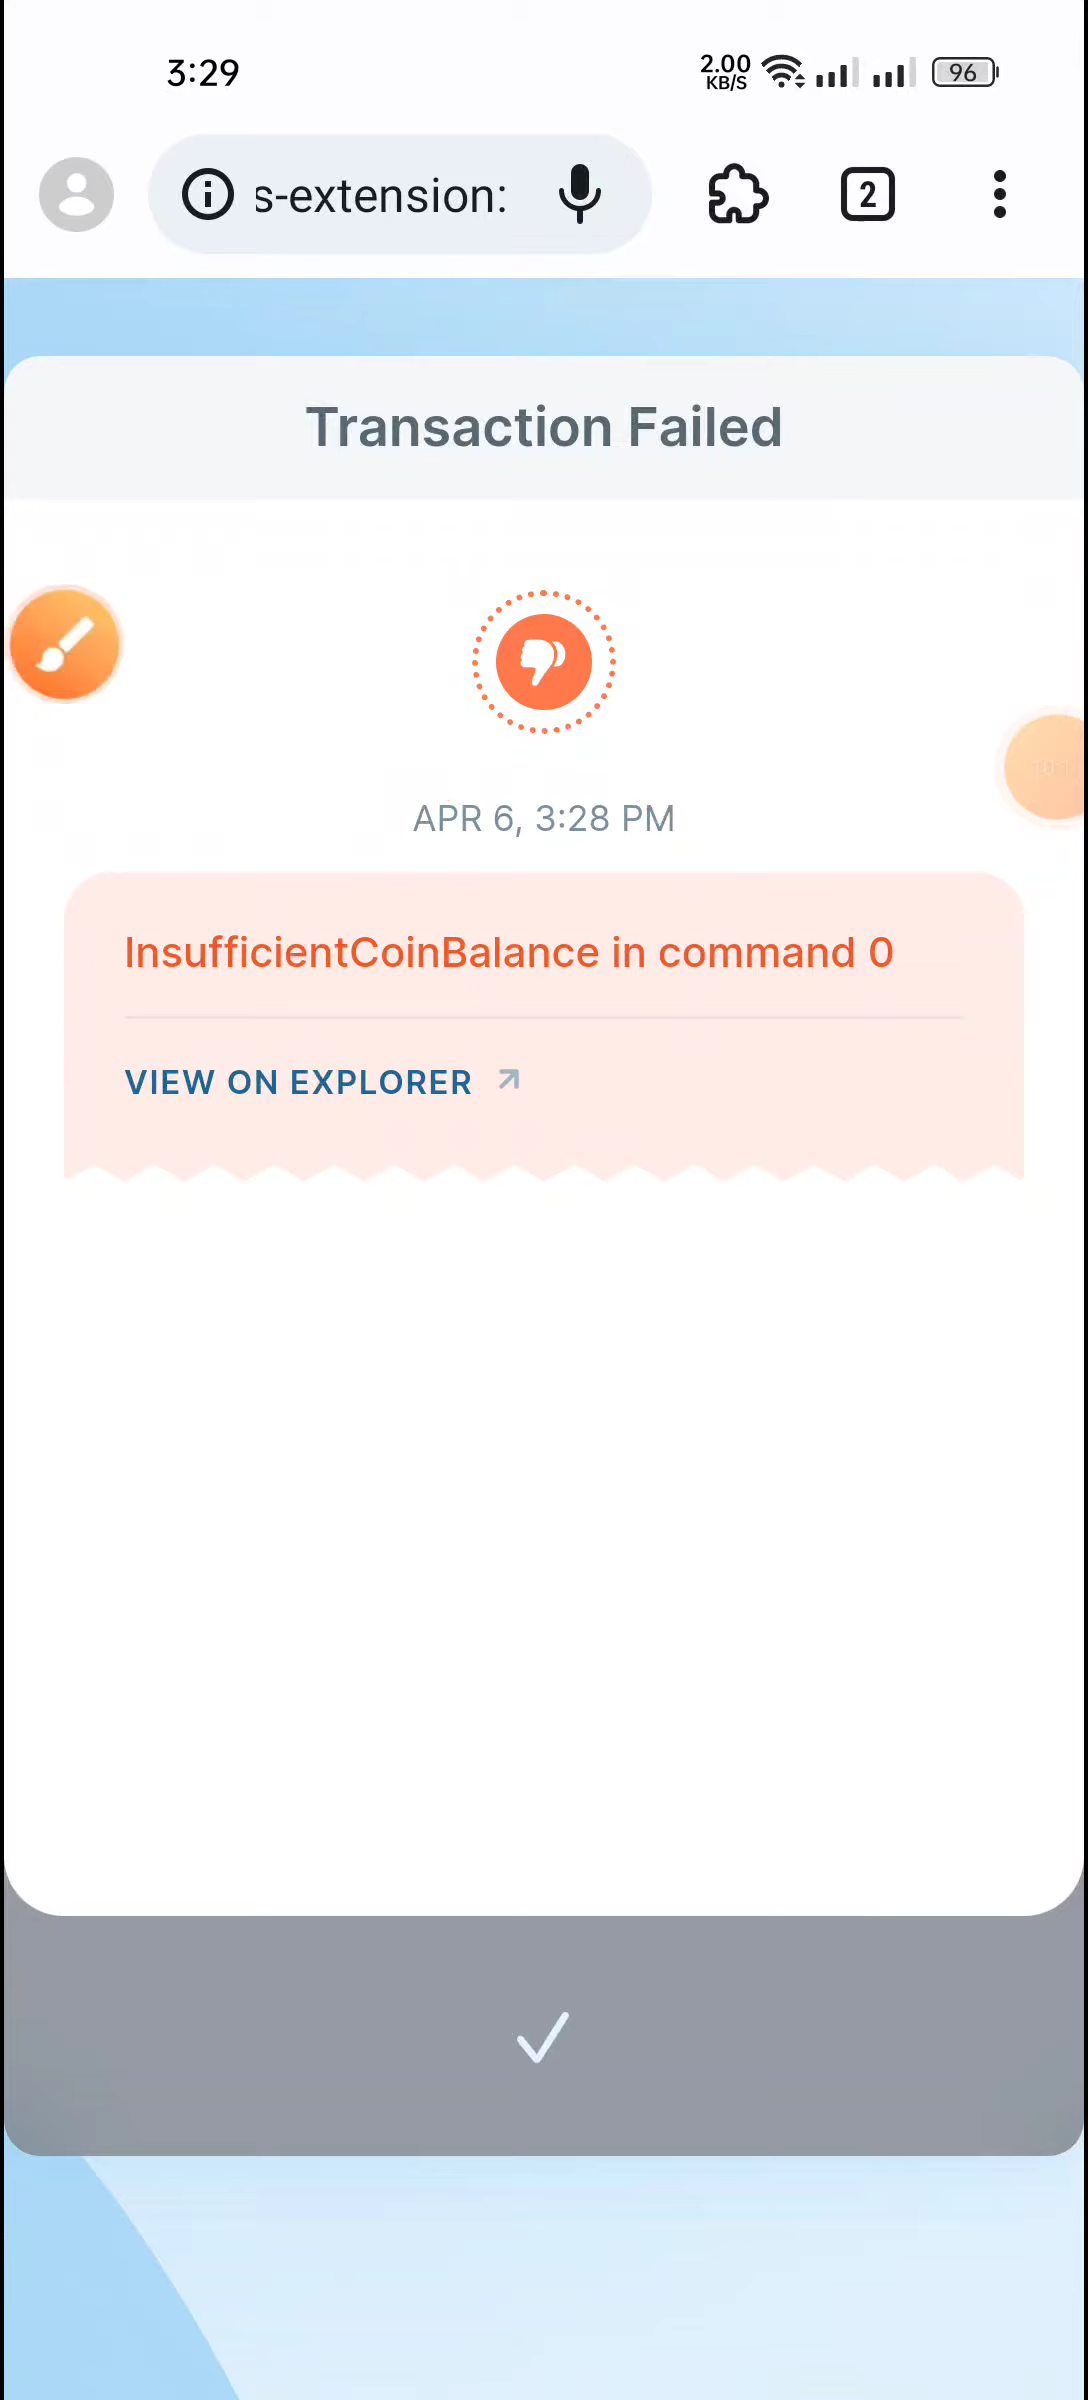 3:29
2.00
KB/S
96
s-extension:
2
Transaction Failed
APR 6, 3:28 PM
InsufficientCoinBalance in command 0
VIEW ON EXPLORER